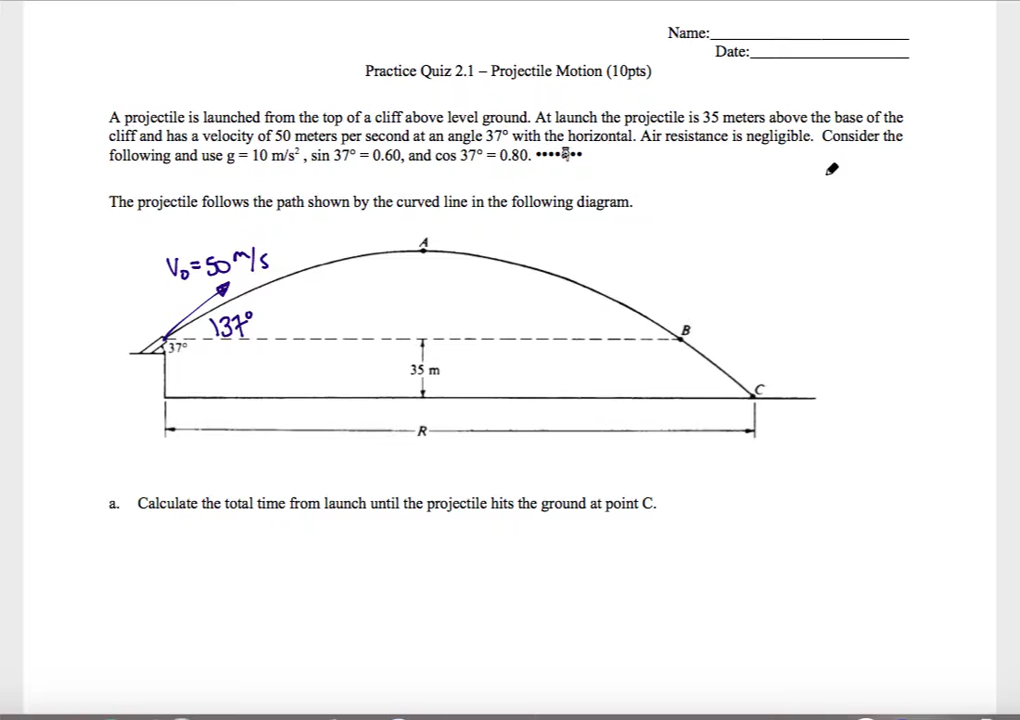 Name:
Date:
Practice Quiz 2.1 – Projectile Motion (10pts)
A projectile is launched from the top of a cliff above level ground. At launch the projectile is 35 meters above the base of the
cliff and has a velocity of 50 meters per second at an angle 37° with the horizontal. Air resistance is negligible. Consider the
following and use g = 10 m/s², sin 37° = 0.60, and cos 37° = 0.80.
The projectile follows the path shown by the curved line in the following diagram.
A
V₀=50 m/s
37°
B
37°
35 m
C
R
a. Calculate the total time from launch until the projectile hits the ground at point C.